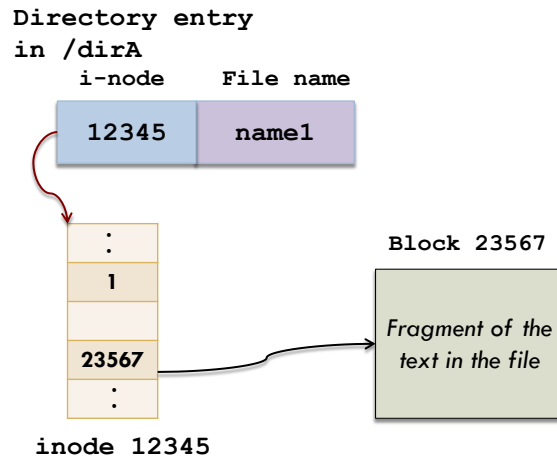 Directory entry
in /dirA
i-node File name
12345 name1
:
1
23567
:
inode 12345
Block 23567
Fragment of the
text in the file